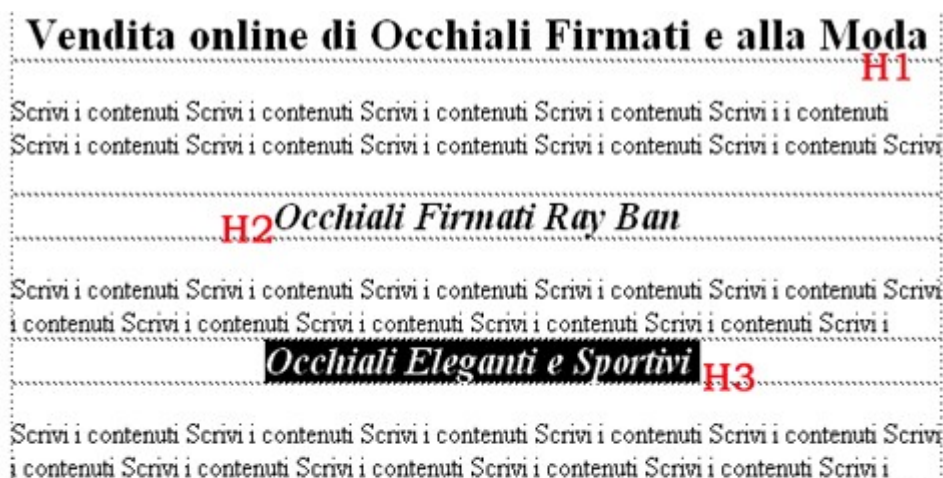 Vendita online di Occhiali Firmati e alla Moda
H1
Scrivi i contenuti Scrivi i contenuti Scrivi i contenuti Scrivi i contenuti Scrivi i i contenuti
Scrivi i contenuti Scrivi i contenuti Scrivi i contenuti Scrivi i contenuti Scrivi i contenuti Scrivi
H2 Occhiali Firmati Ray Ban
Scrivi i contenuti Scrivi i contenuti Scrivi i contenuti Scrivi i contenuti Scrivi i contenuti Scrivi
i contenuti Scrivi i contenuti Scrivi i contenuti Scrivi i contenuti Scrivi i contenuti Scrivi i
Occhiali Eleganti e Sportivi H3
Scrivi i contenuti Scrivi i contenuti Scrivi i contenuti Scrivi i contenuti Scrivi i contenuti Scrivi
i contenuti Scrivi i contenuti Scrivi i contenuti Scrivi i contenuti Scrivi i contenuti Scrivi i